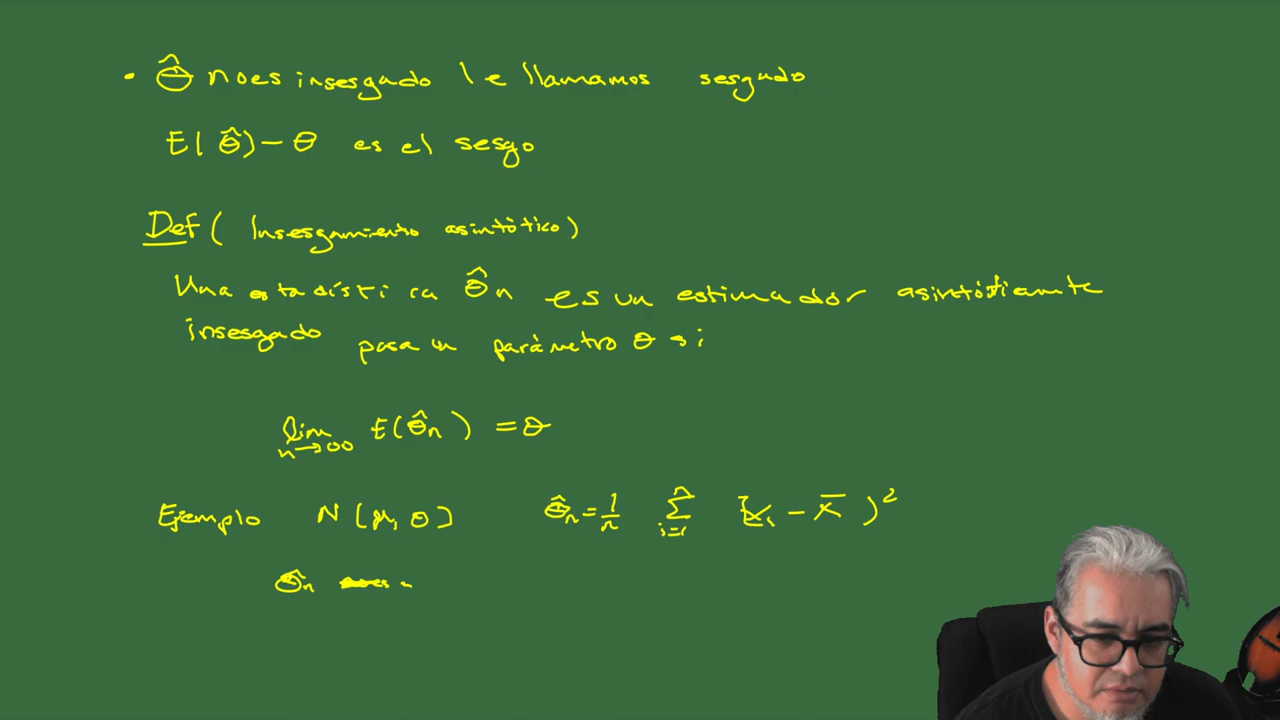 • θ̂ no es insesgado le llamamos sesgado
E(θ̂) - θ es el sesgo
Def (Insesgamiento asintótico)
Una estadística θ̂n es un estimador asintóticamente
insesgado para un parámetro θ si
lim n→∞ E(θ̂n) = θ
Ejemplo N(μ, θ) θ̂n = 1/n Σ i=1 n (Xi - X̄)²
θ̂n